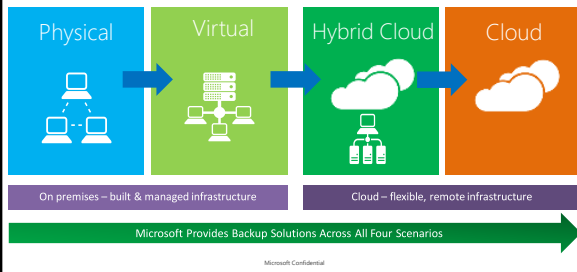 Physical
Virtual
Hybrid Cloud
Cloud
On premises – built & managed infrastructure
Cloud – flexible, remote infrastructure
Microsoft Provides Backup Solutions Across All Four Scenarios
Microsoft Confidential